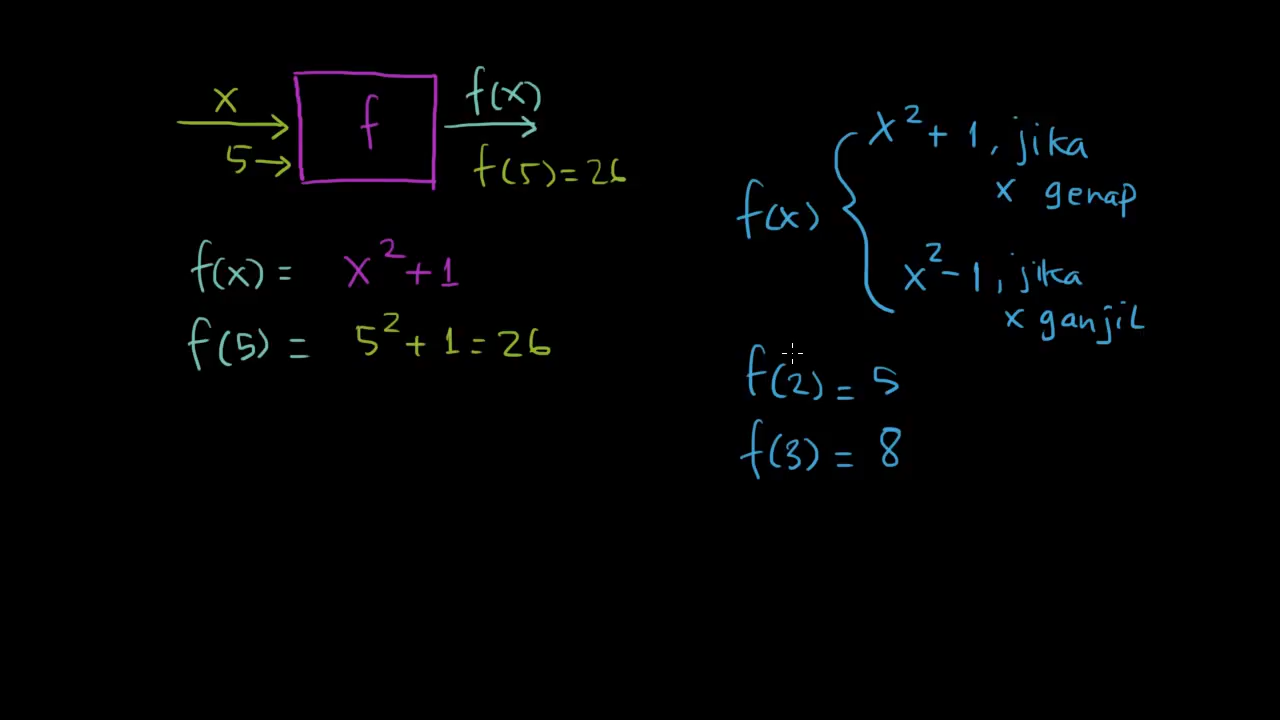 x
5→
f
f(x)
f(5)=26
f(x) = x²+1
f(5) = 5²+1=26
f(x) { x²+1, jika
x genap
x²-1, jika
x ganjil
f(2) = 5
f(3) = 8